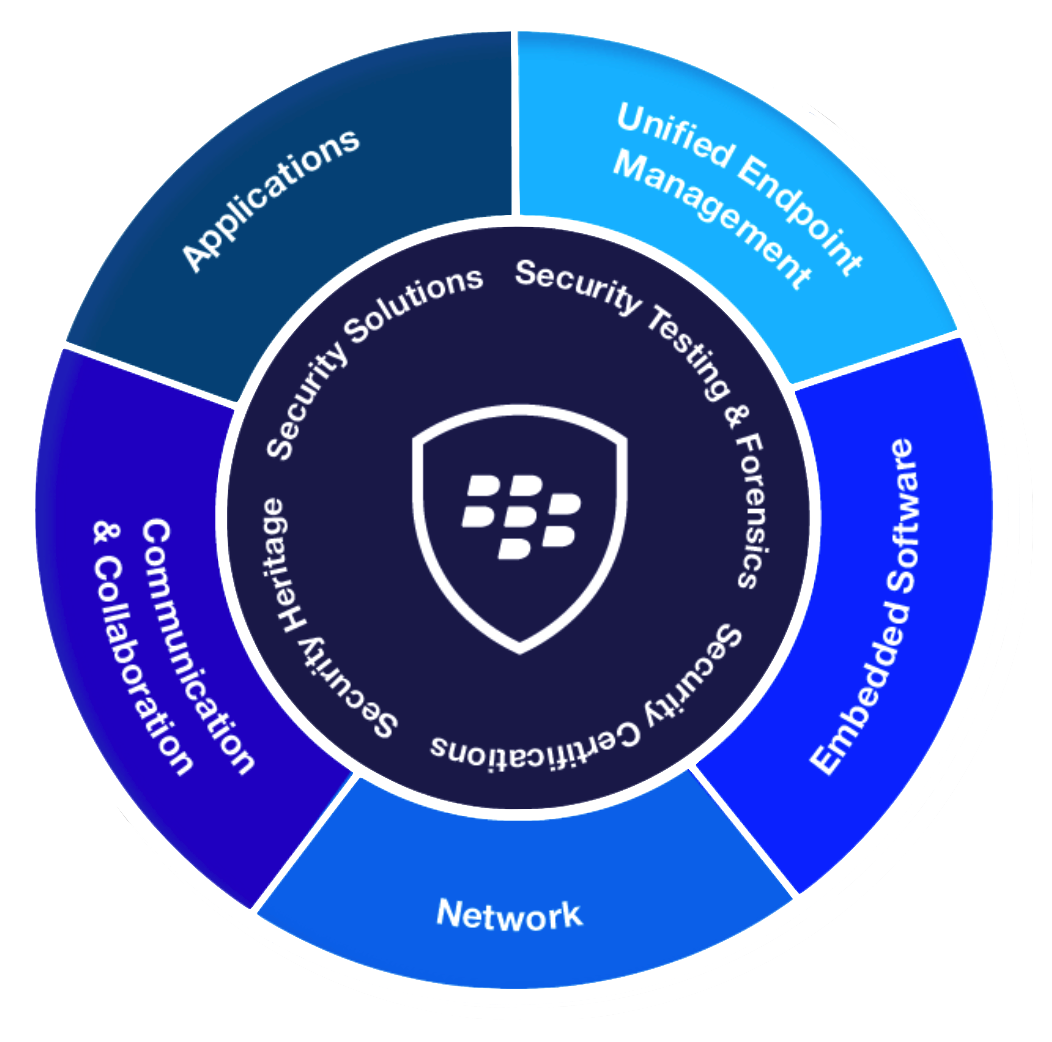 Unified Endpoint
Management
Embedded Software
Network
Communication
& Collaboration
Applications
Security Testing & Forensics
Security Certifications
Security Heritage
Security Solutions